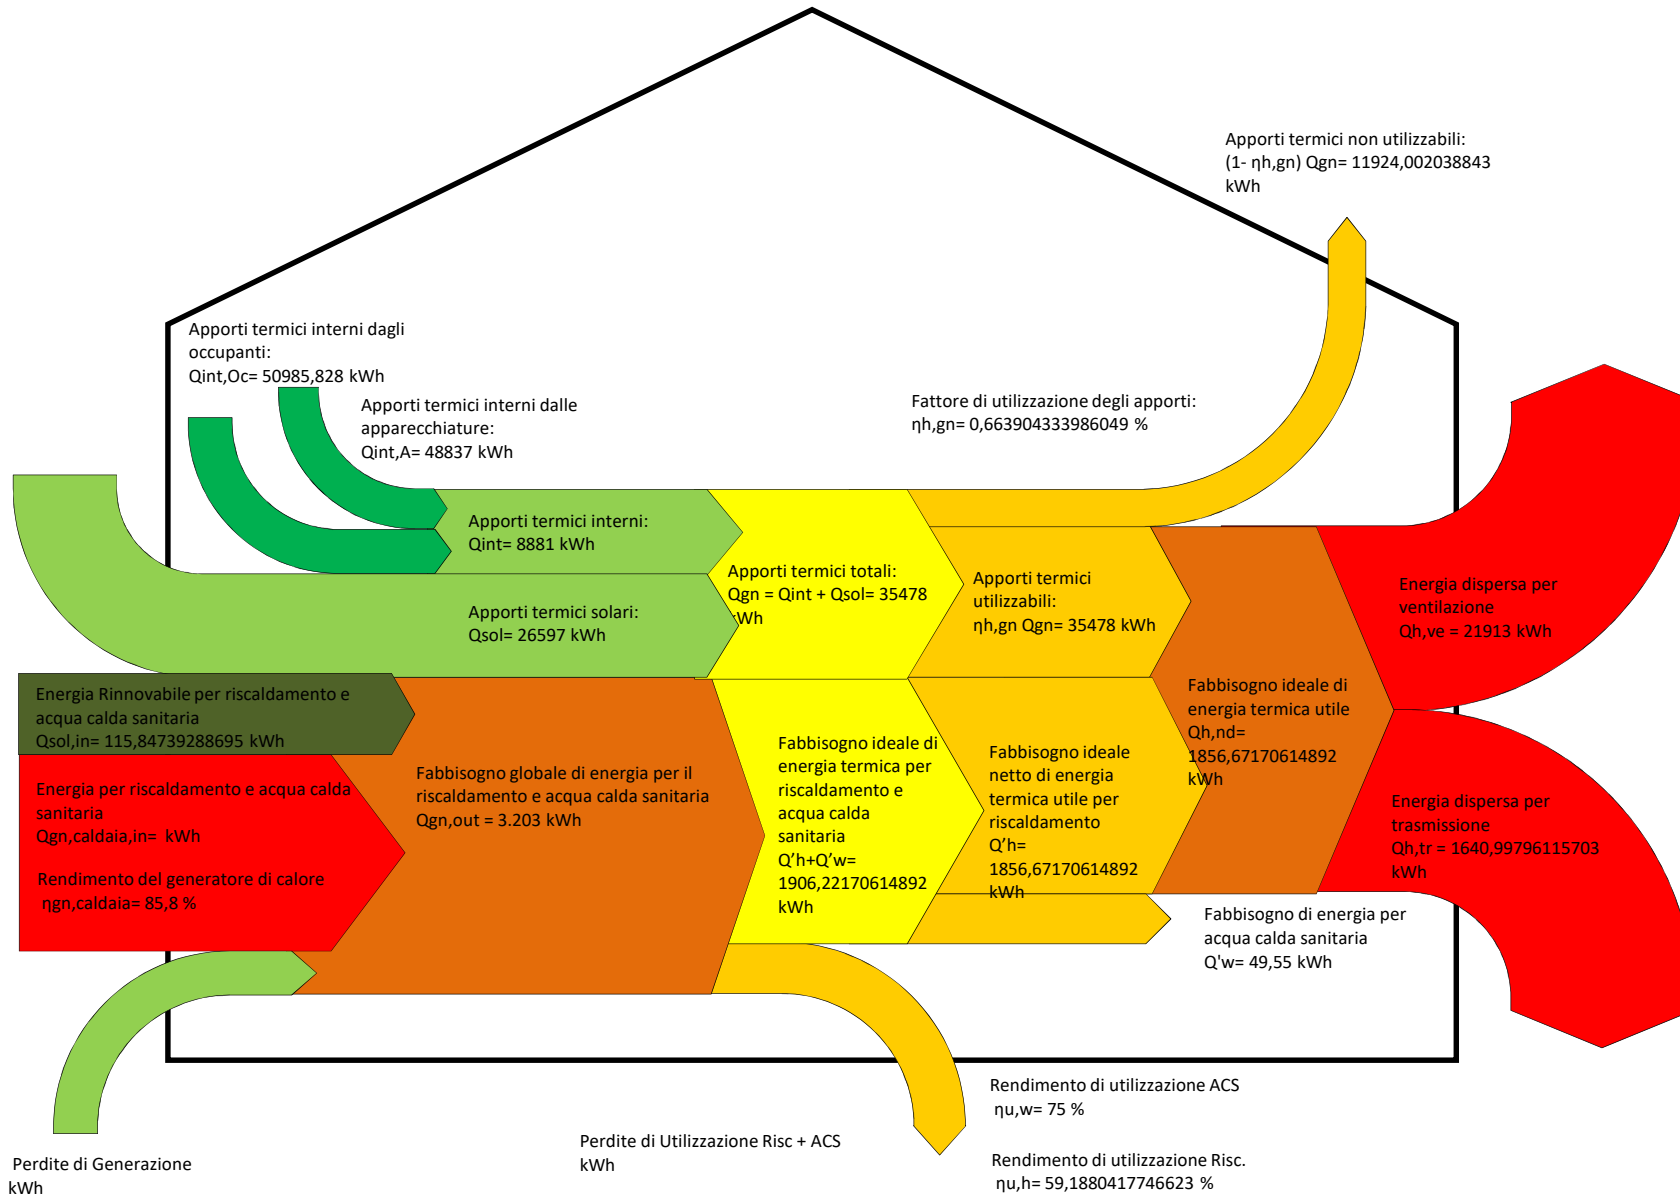 Apporti termici non utilizzabili:
(1- ηh,gn) Qgn= 11924,002038843
kWh
Apporti termici interni dagli
occupanti:
Qint,Oc= 50985,828 kWh
Apporti termici interni dalle
apparecchiature:
Qint,A= 48837 kWh
Fattore di utilizzazione degli apporti:
ηh,gn= 0,663904333986049 %
Apporti termici interni:
Qint= 8881 kWh
Apporti termici solari:
Qsol= 26597 kWh
Apporti termici totali:
Qgn = Qint + Qsol= 35478
kWh
Apporti termici
utilizzabili:
ηh,gn Qgn= 35478 kWh
Energia dispersa per
ventilazione
Qh,ve = 21913 kWh
Energia Rinnovabile per riscaldamento e
acqua calda sanitaria
Qsol,in= 115,84739288695 kWh
Energia per riscaldamento e acqua calda
sanitaria
Qgn,caldaia,in=  kWh
Rendimento del generatore di calore
ηgn,caldaia= 85,8 %
Fabbisogno globale di energia per il
riscaldamento e acqua calda sanitaria
Qgn,out = 3.203 kWh
Fabbisogno ideale di
energia termica per
riscaldamento e
acqua calda
sanitaria
Q’h+Q’w=
1906,22170614892
kWh
Fabbisogno ideale
netto di energia
termica utile per
riscaldamento
Q’h=
1856,67170614892
kWh
Fabbisogno ideale di
energia termica utile
Qh,nd=
1856,67170614892
kWh
Energia dispersa per
trasmissione
Qh,tr = 1640,99796115703
kWh
Fabbisogno di energia per
acqua calda sanitaria
Q'w= 49,55 kWh
Rendimento di utilizzazione ACS
ηu,w= 75 %
Perdite di Utilizzazione Risc + ACS
kWh
Rendimento di utilizzazione Risc.
ηu,h= 59,1880417746623 %
Perdite di Generazione
kWh